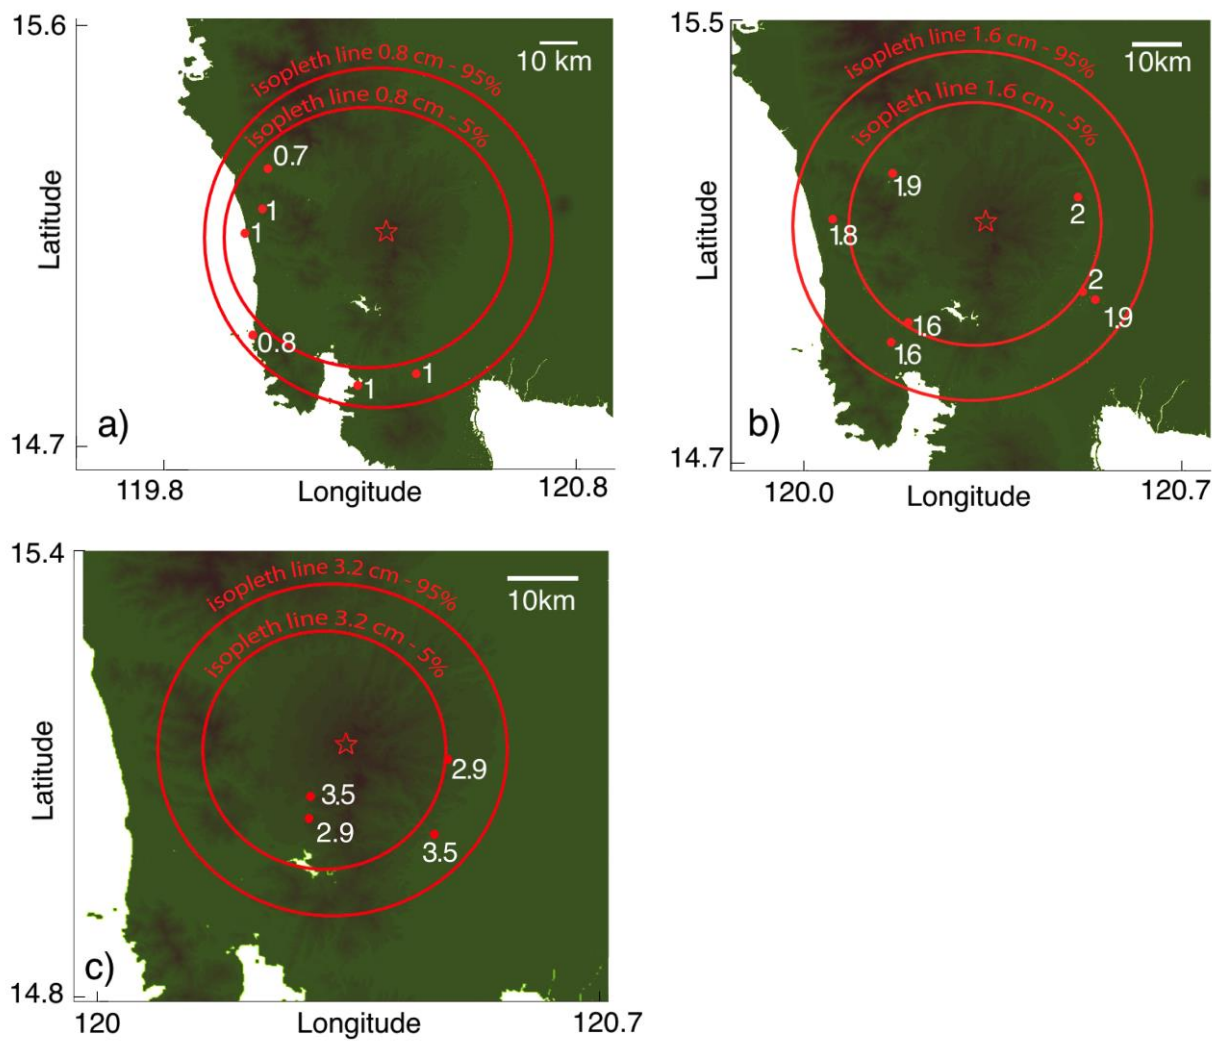 15.6
10 km
isopleth line 0.8 cm - 95%
isopleth line 0.8 cm - 5%
0.7
1
1
0.8
1
1
Latitude
14.7
a)
119.8
Longitude
120.8
15.5
10km
isopleth line 1.6 cm - 95%
isopleth line 1.6 cm - 5%
1.9
2
1.8
2
1.9
1.6
1.6
Latitude
14.7
b)
120.0
Longitude
120.7
15.4
10km
isopleth line 3.2 cm - 95%
isopleth line 3.2 cm - 5%
2.9
3.5
2.9
3.5
Latitude
14.8
c)
120
Longitude
120.7